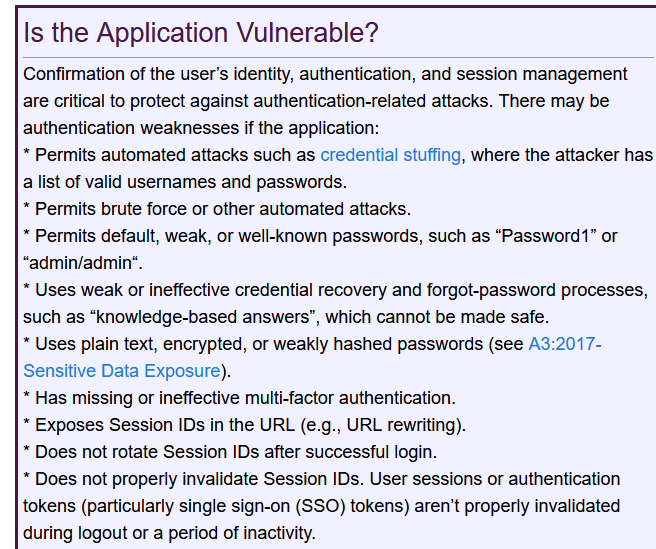 Is the Application Vulnerable?
Confirmation of the user’s identity, authentication, and session management
are critical to protect against authentication-related attacks. There may be
authentication weaknesses if the application:
* Permits automated attacks such as credential stuffing, where the attacker has
a list of valid usernames and passwords.
* Permits brute force or other automated attacks.
* Permits default, weak, or well-known passwords, such as “Password1” or
“admin/admin“.
* Uses weak or ineffective credential recovery and forgot-password processes,
such as “knowledge-based answers”, which cannot be made safe.
* Uses plain text, encrypted, or weakly hashed passwords (see A3:2017-
Sensitive Data Exposure).
* Has missing or ineffective multi-factor authentication.
* Exposes Session IDs in the URL (e.g., URL rewriting).
* Does not rotate Session IDs after successful login.
* Does not properly invalidate Session IDs. User sessions or authentication
tokens (particularly single sign-on (SSO) tokens) aren’t properly invalidated
during logout or a period of inactivity.